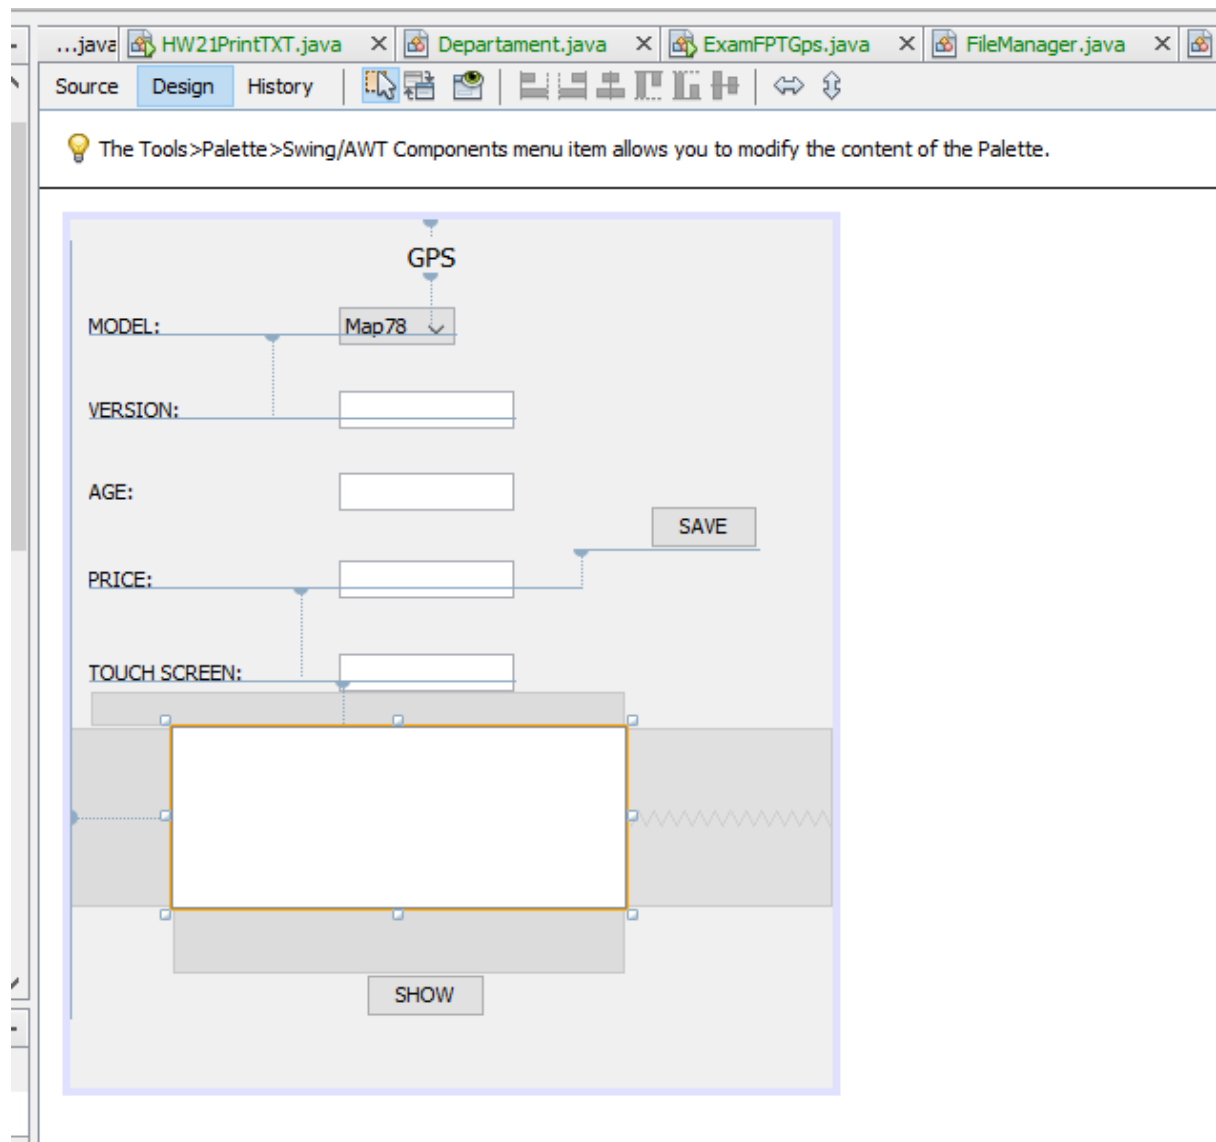 ...java HW21PrintTXT.java Departament.java ExamFPTGps.java FileManager.java
Source Design History
The Tools>Palette>Swing/AWT Components menu item allows you to modify the content of the Palette.
GPS
MODEL: Map78
VERSION:
AGE:
SAVE
PRICE:
TOUCH SCREEN:
SHOW